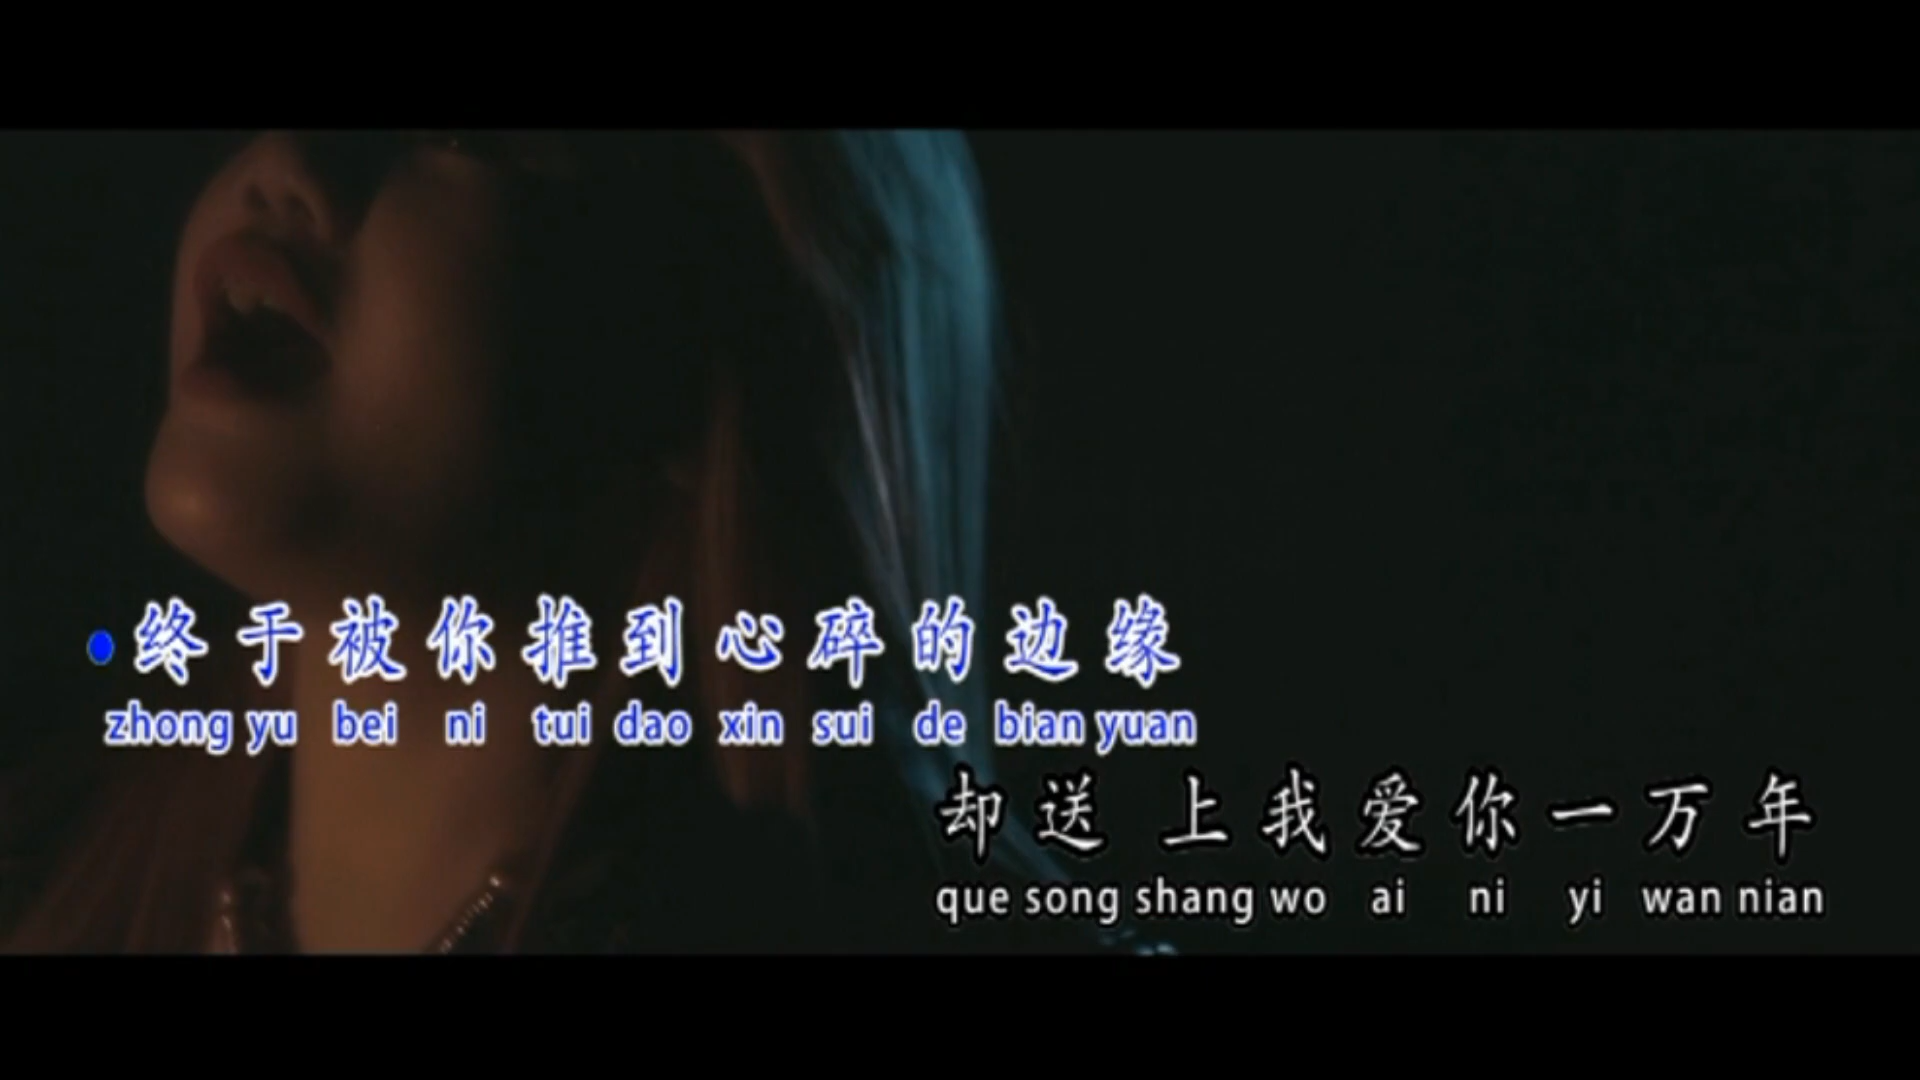 终于被你推到心碎的边缘
zhong yu bei ni tui dao xin sui de bian yuan
却送上我爱你一万年
que song shang wo ai ni yi wan nian